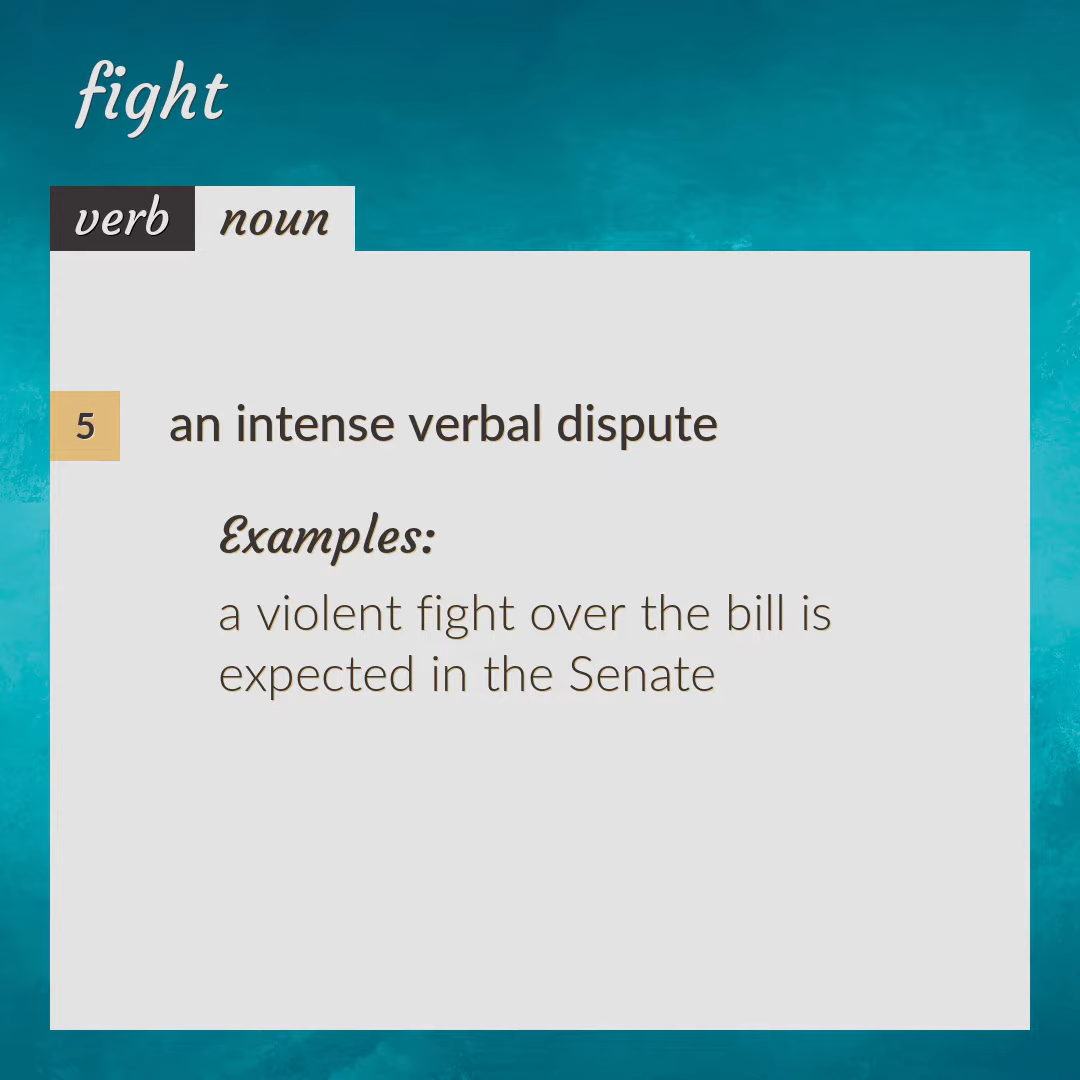 fight
verb noun
5 an intense verbal dispute
Examples:
a violent fight over the bill is
expected in the Senate